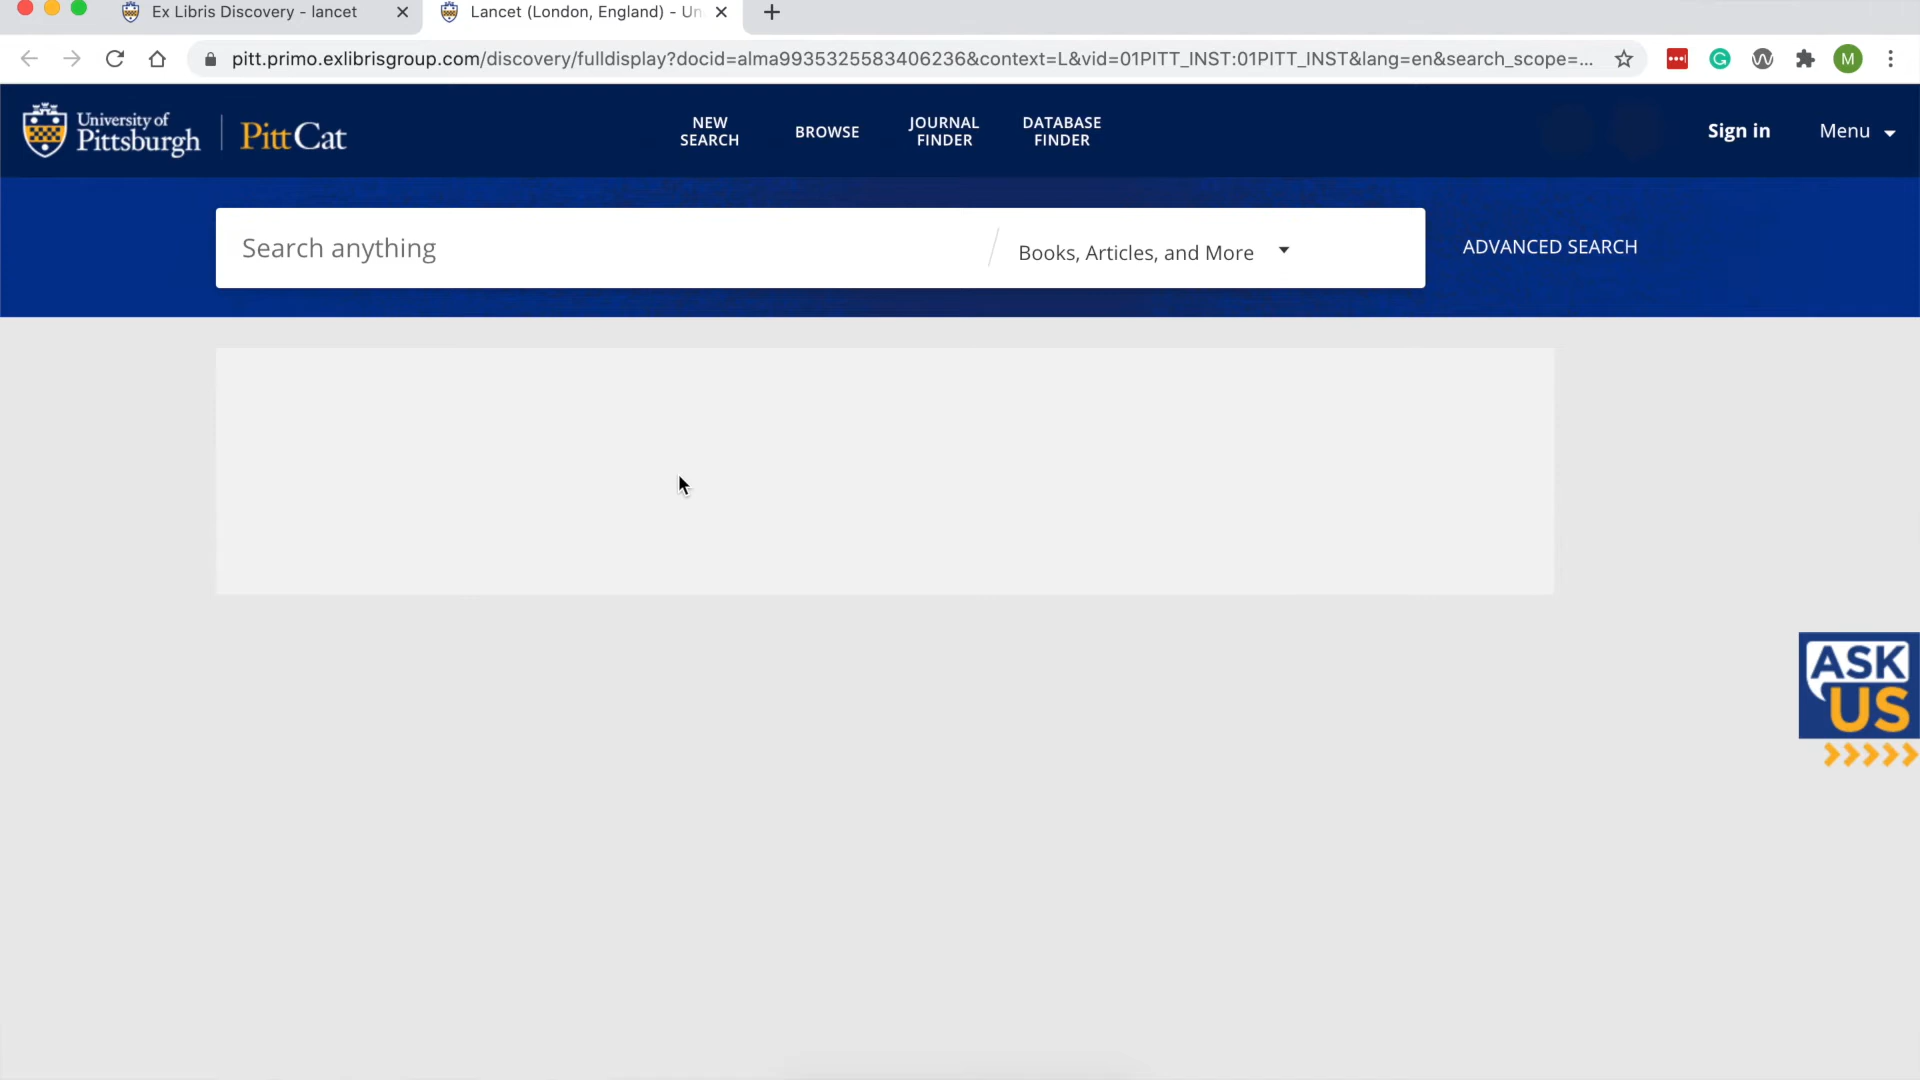 Ex Libris Discovery - lancet
Lancet (London, England) - Un
pitt.primo.exlibrisgroup.com/discovery/fulldisplay?docid=alma9935325583406236&context=L&vid=01PITT_INST:01PITT_INST&lang=en&search_scope=...
G
M
University of
Pittsburgh
PittCat
NEW
SEARCH
BROWSE
JOURNAL
FINDER
DATABASE
FINDER
Sign in
Menu
Search anything
Books, Articles, and More
ADVANCED SEARCH
ASK
US